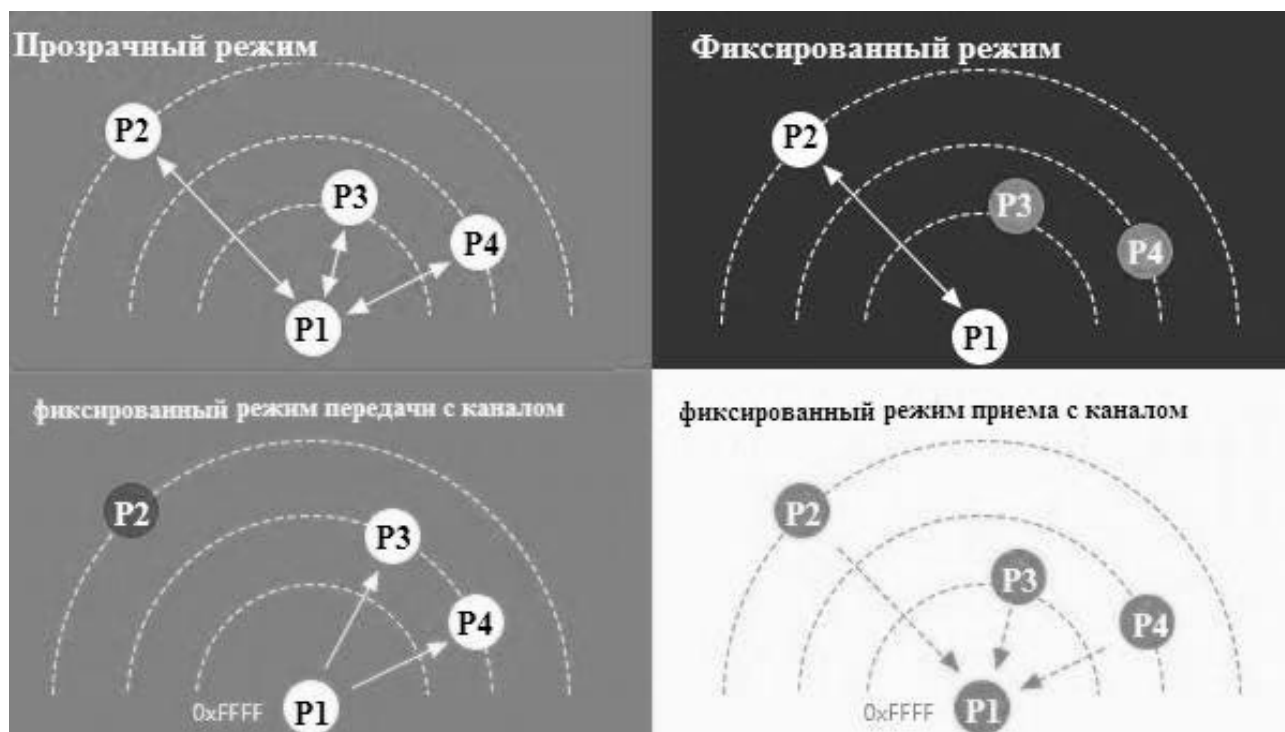 Прозрачный режим
P2
P3
P4
P1
Фиксированный режим
P2
P3
P4
P1
фиксированный режим передачи с каналом
P2
P3
P4
0xFFFF
P1
фиксированный режим приема с каналом
P2
P3
P4
0xFFFF
P1